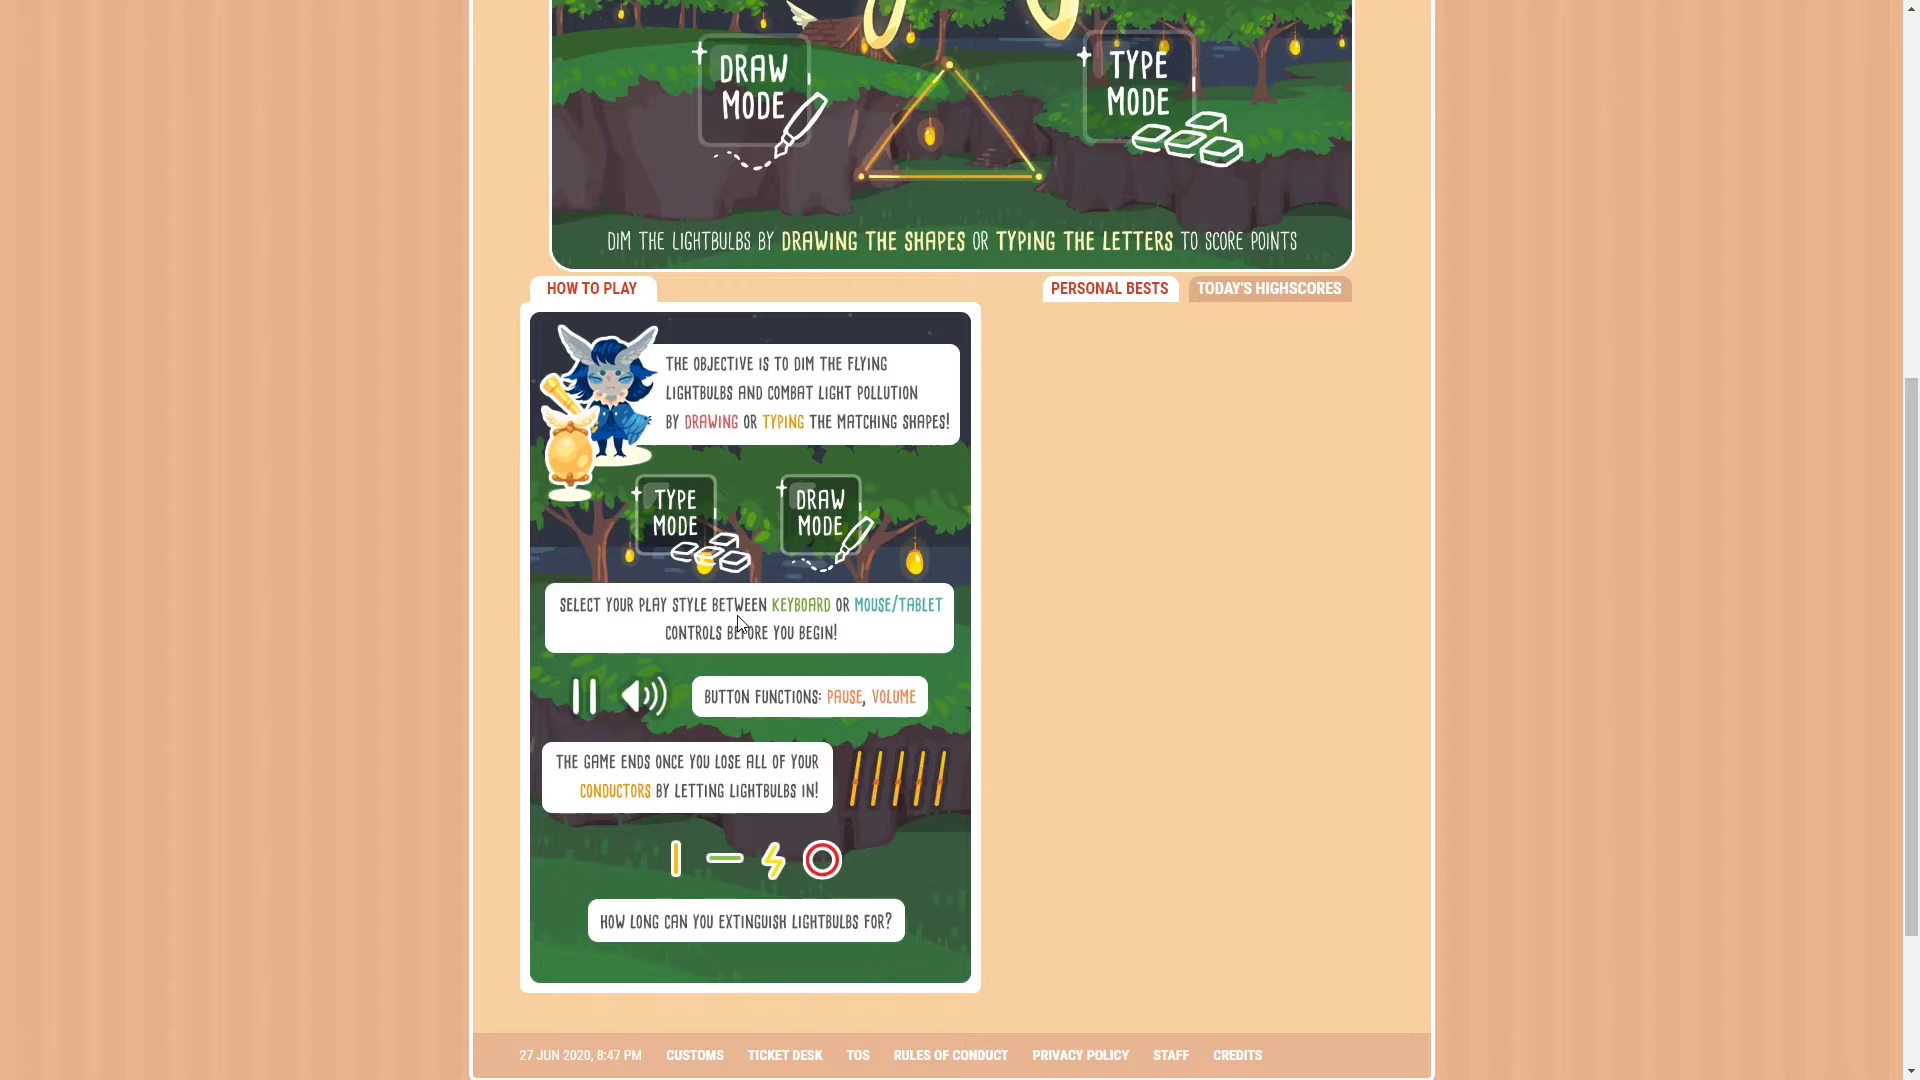 DRAW
MODE
TYPE
MODE
DIM THE LIGHTBULBS BY DRAWING THE SHAPES OR TYPING THE LETTERS TO SCORE POINTS
HOW TO PLAY
PERSONAL BESTS
TODAY'S HIGHSCORES
THE OBJECTIVE IS TO DIM THE FLYING
LIGHTBULBS AND COMBAT LIGHT POLLUTION
BY DRAWING OR TYPING THE MATCHING SHAPES!
TYPE
MODE
DRAW
MODE
SELECT YOUR PLAY STYLE BETWEEN KEYBOARD OR MOUSE/TABLET
CONTROLS BEFORE YOU BEGIN!
BUTTON FUNCTIONS: PAUSE, VOLUME
THE GAME ENDS ONCE YOU LOSE ALL OF YOUR
CONDUCTORS BY LETTING LIGHTBULBS IN!
HOW LONG CAN YOU EXTINGUISH LIGHTBULBS FOR?
27 JUN 2020, 8:47 PM CUSTOMS TICKET DESK TOS RULES OF CONDUCT PRIVACY POLICY STAFF CREDITS